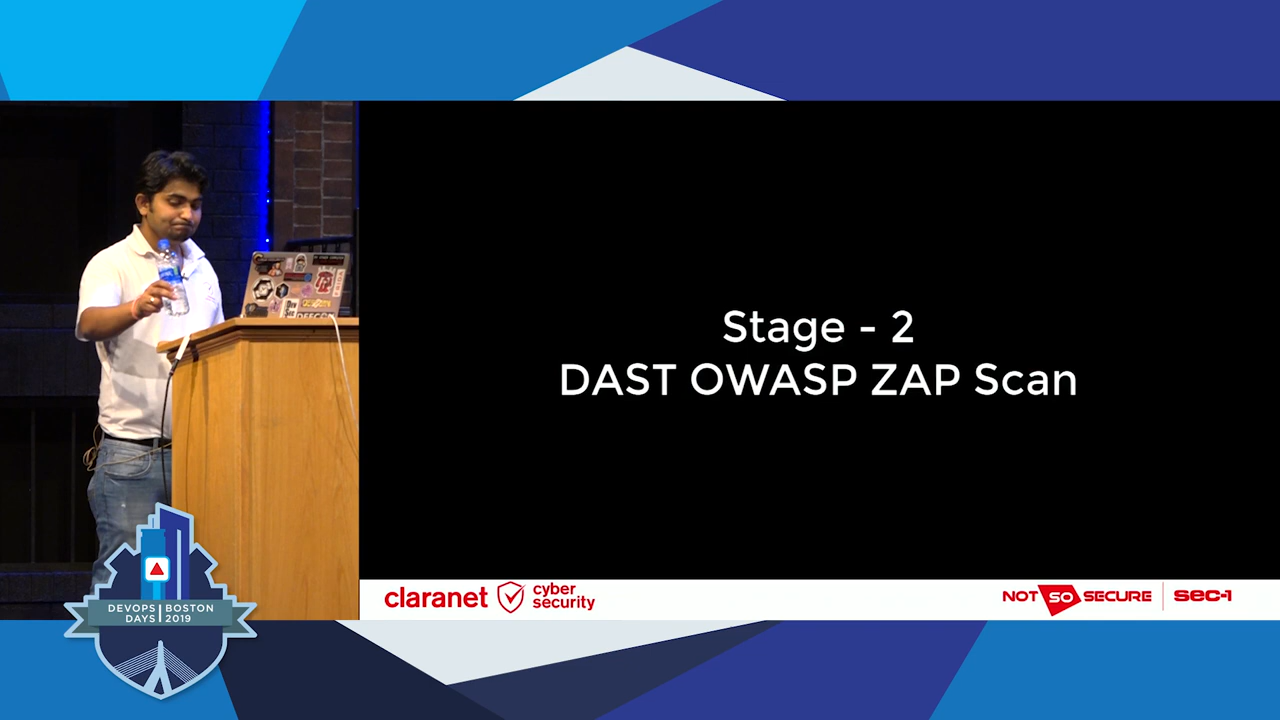 Stage - 2
DAST OWASP ZAP Scan
claranet cyber security
NOT SO SECURE sec-1
DEVOPS BOSTON
DAYS 2019